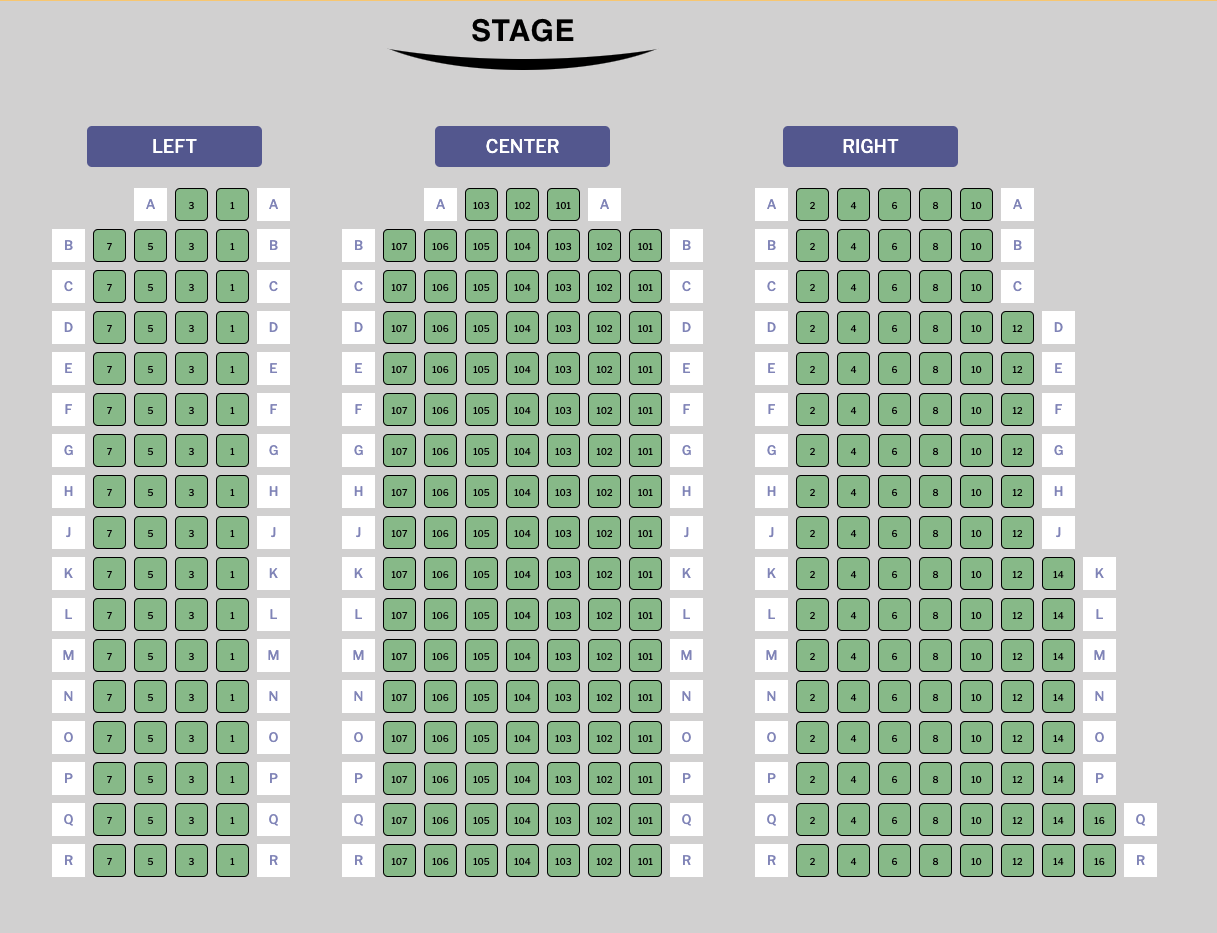 STAGE
LEFT CENTER RIGHT
A 3 1 A A 103 102 101 A A 2 4 6 8 10 A
B 7 5 3 1 B B 107 106 105 104 103 102 101 B B 2 4 6 8 10 B
C 7 5 3 1 C C 107 106 105 104 103 102 101 C C 2 4 6 8 10 C
D 7 5 3 1 D D 107 106 105 104 103 102 101 D D 2 4 6 8 10 12 D
E 7 5 3 1 E E 107 106 105 104 103 102 101 E E 2 4 6 8 10 12 E
F 7 5 3 1 F F 107 106 105 104 103 102 101 F F 2 4 6 8 10 12 F
G 7 5 3 1 G G 107 106 105 104 103 102 101 G G 2 4 6 8 10 12 G
H 7 5 3 1 H H 107 106 105 104 103 102 101 H H 2 4 6 8 10 12 H
J 7 5 3 1 J J 107 106 105 104 103 102 101 J J 2 4 6 8 10 12 J
K 7 5 3 1 K K 107 106 105 104 103 102 101 K K 2 4 6 8 10 12 14 K
L 7 5 3 1 L L 107 106 105 104 103 102 101 L L 2 4 6 8 10 12 14 L
M 7 5 3 1 M M 107 106 105 104 103 102 101 M M 2 4 6 8 10 12 14 M
N 7 5 3 1 N N 107 106 105 104 103 102 101 N N 2 4 6 8 10 12 14 N
O 7 5 3 1 O O 107 106 105 104 103 102 101 O O 2 4 6 8 10 12 14 O
P 7 5 3 1 P P 107 106 105 104 103 102 101 P P 2 4 6 8 10 12 14 P
Q 7 5 3 1 Q Q 107 106 105 104 103 102 101 Q Q 2 4 6 8 10 12 14 16 Q
R 7 5 3 1 R R 107 106 105 104 103 102 101 R R 2 4 6 8 10 12 14 16 R